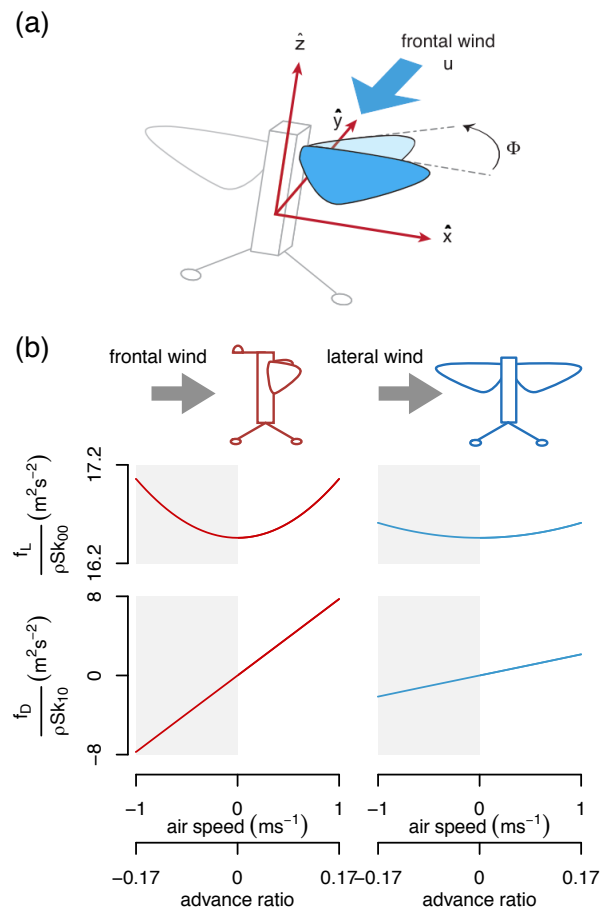 (a)
frontal wind
u
ẑ
ŷ
Φ
x̂
(b)
frontal wind
lateral wind
f_L / ρSk₀₀ (m²s⁻²)
17.2
16.2
f_D / ρSk₁₀ (m²s⁻²)
8
0
−8
−1 0 1
air speed (ms⁻¹)
−0.17 0 0.17
advance ratio
−1 0 1
air speed (ms⁻¹)
−0.17 0 0.17
advance ratio